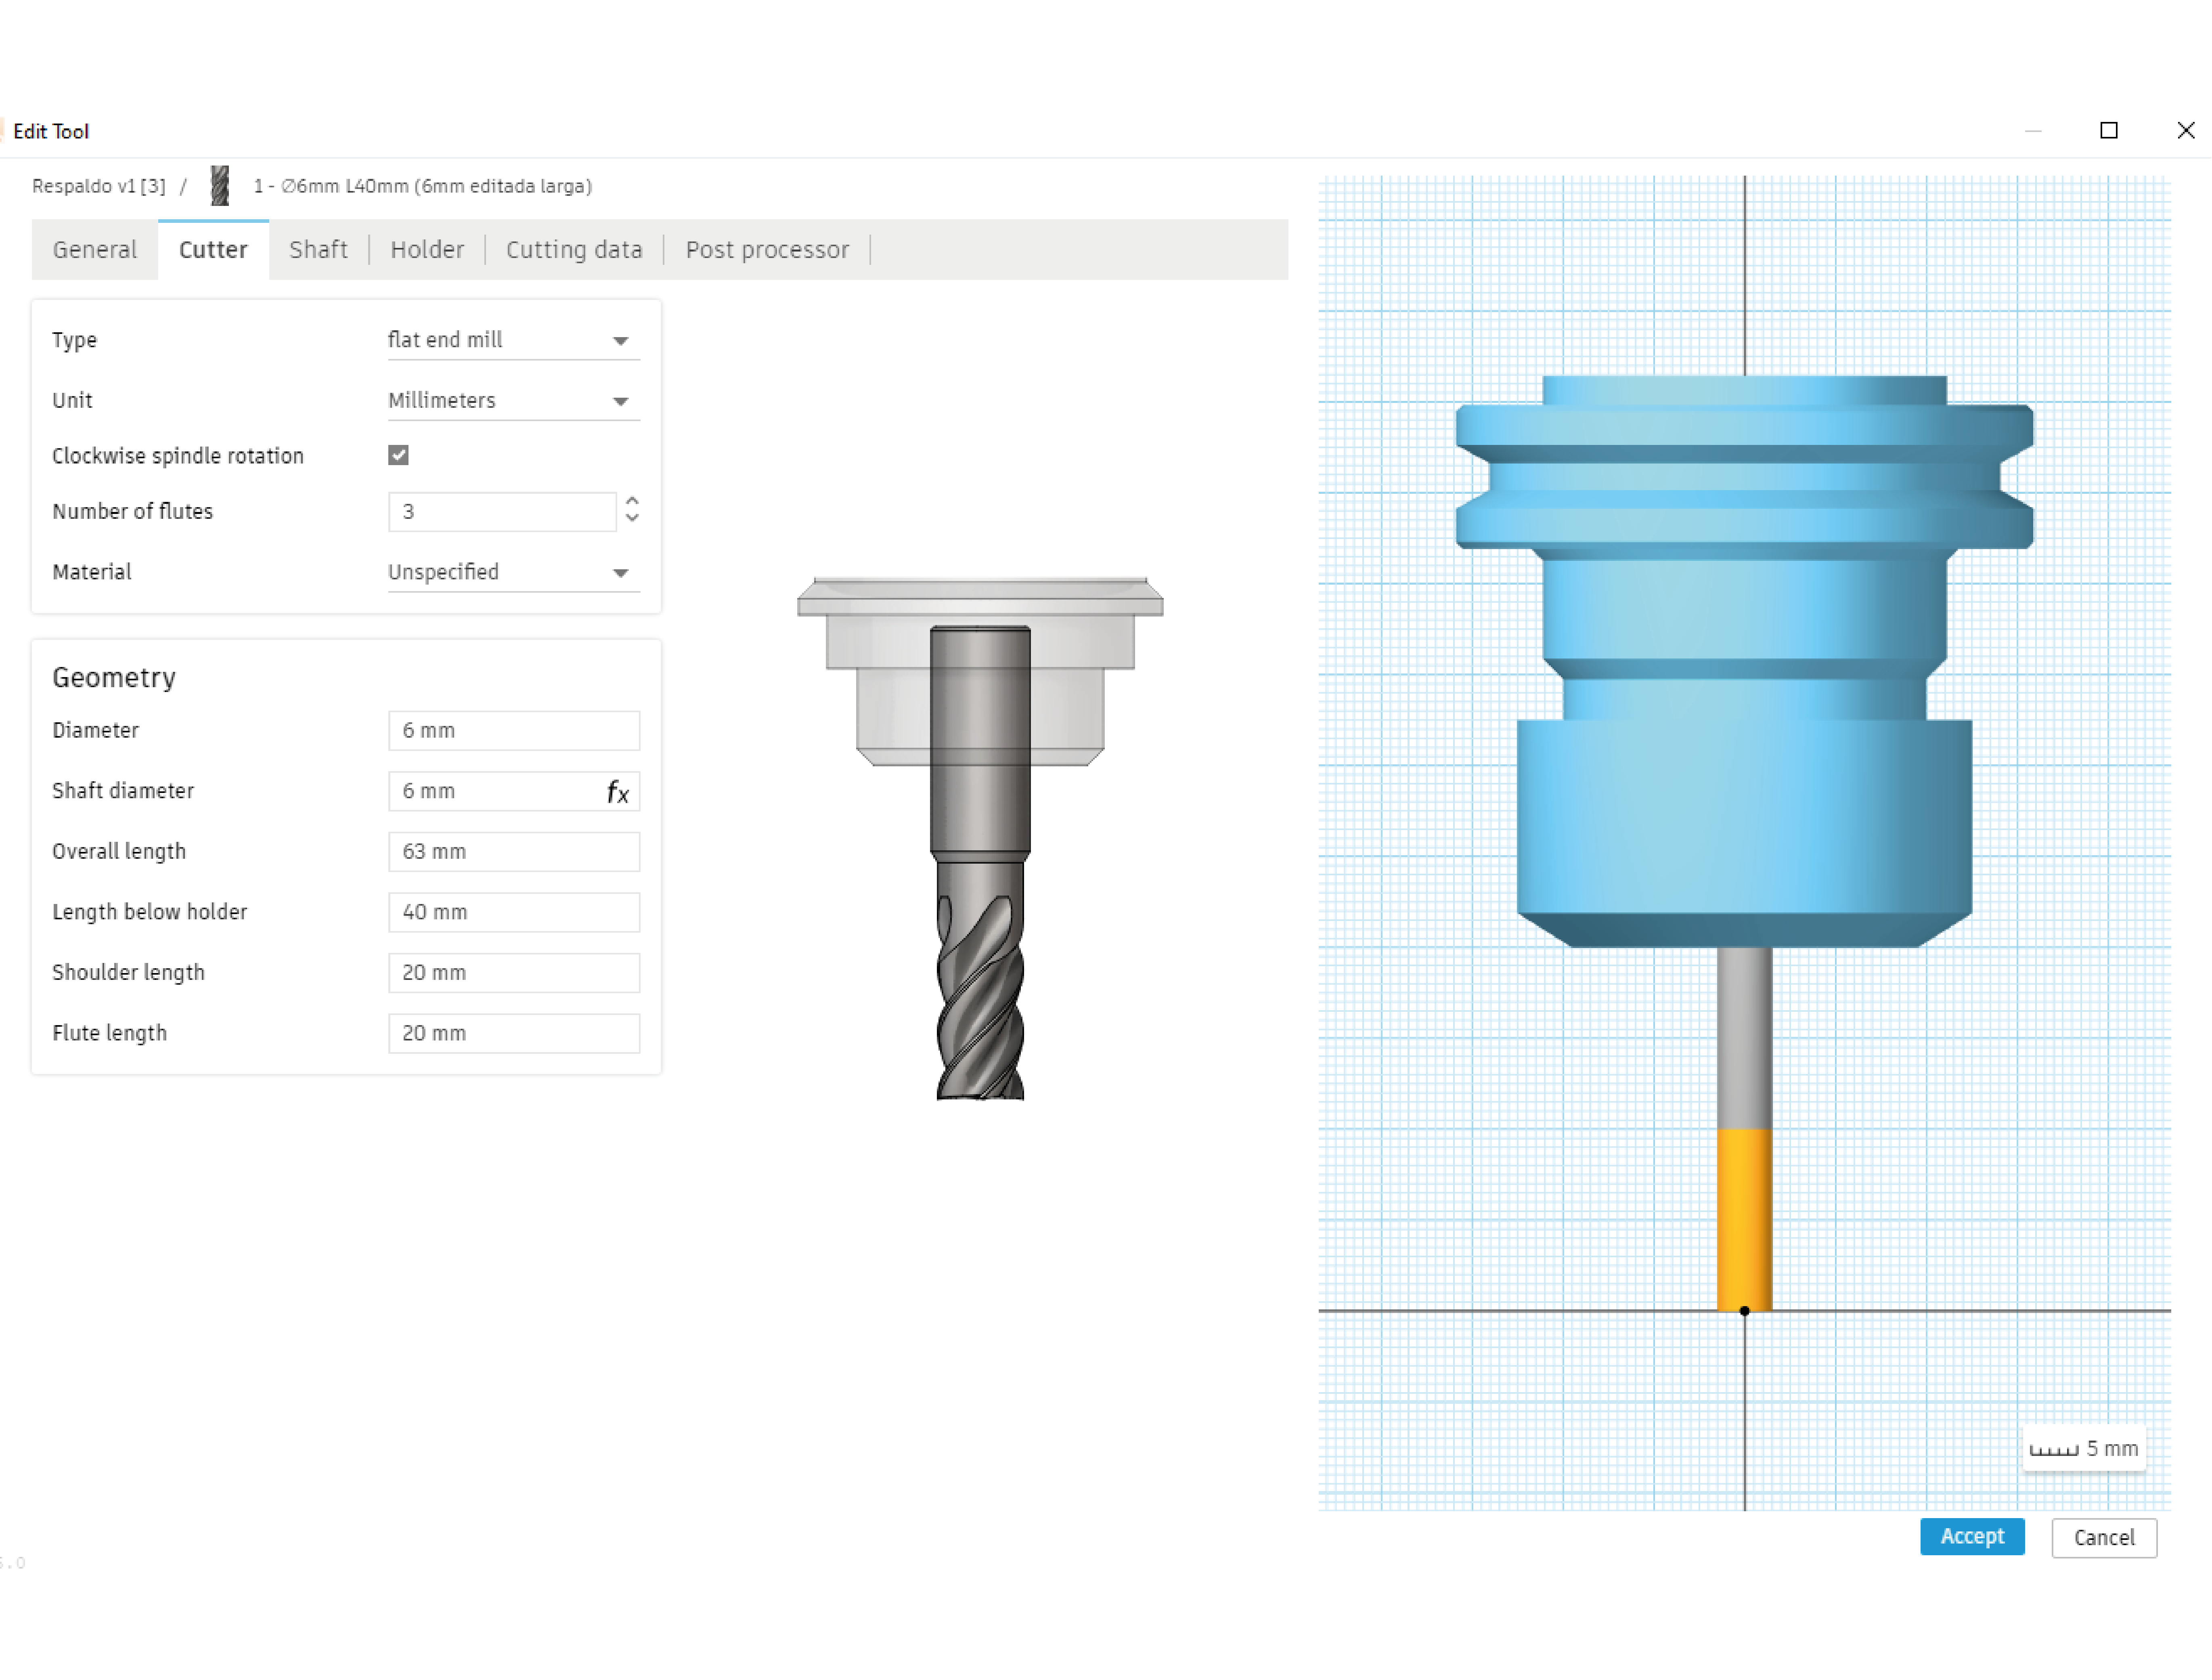 Edit Tool
Respaldo v1 [3] / 1 - Ø6mm L40mm (6mm editada larga)
General Cutter Shaft Holder Cutting data Post processor
Type flat end mill
Unit Millimeters
Clockwise spindle rotation
Number of flutes 3
Material Unspecified
Geometry
Diameter 6 mm
Shaft diameter 6 mm fx
Overall length 63 mm
Length below holder 40 mm
Shoulder length 20 mm
Flute length 20 mm
5 mm
Accept Cancel